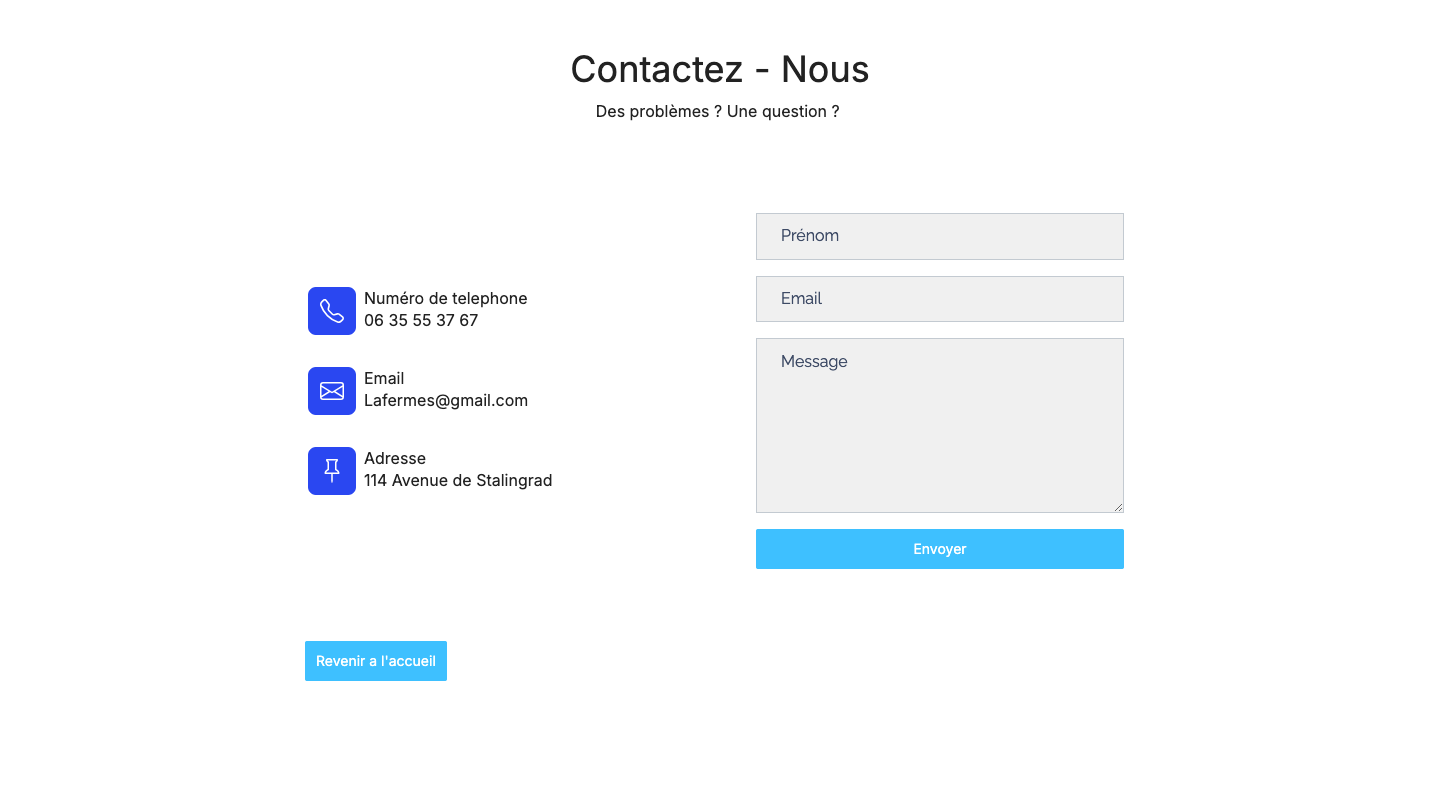 Contactez - Nous
Des problèmes ? Une question ?
Numéro de telephone
06 35 55 37 67
Email
Lafermes@gmail.com
Adresse
114 Avenue de Stalingrad
Prénom
Email
Message
Envoyer
Revenir a l'accueil